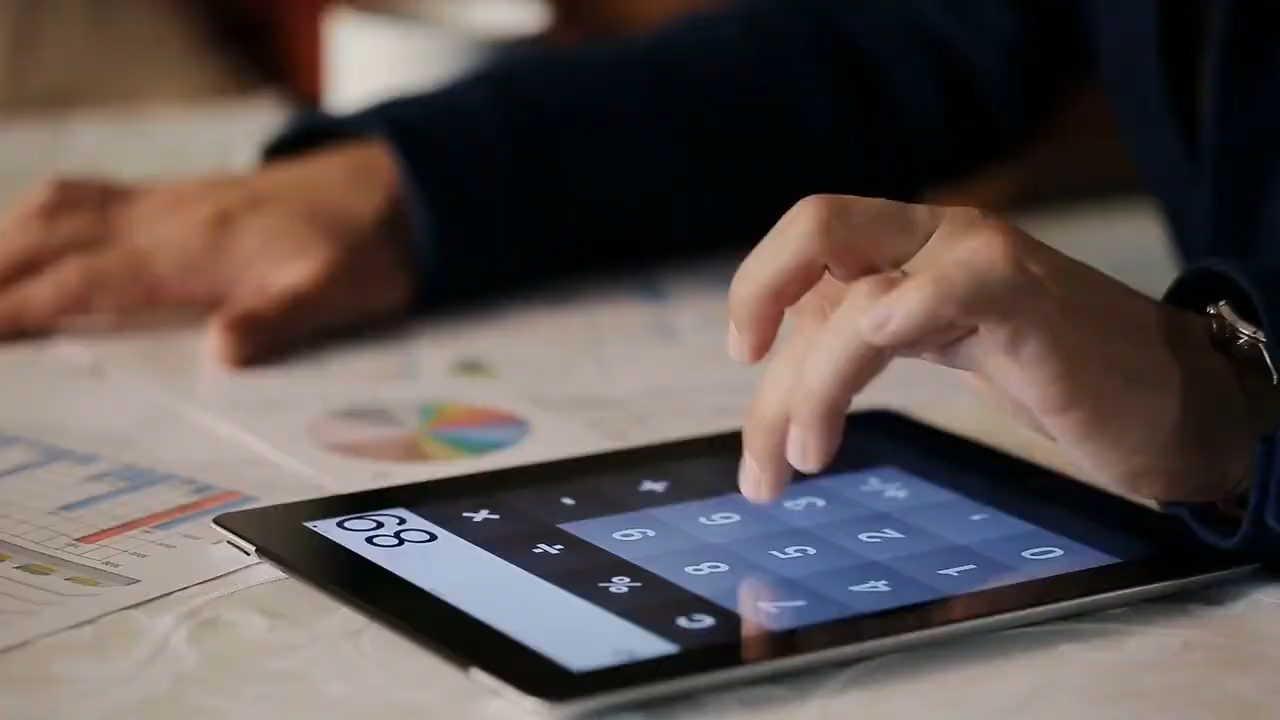 89
C % ÷ ×
7 8 9 -
4 5 6 +
1 2 3
0 . +/-